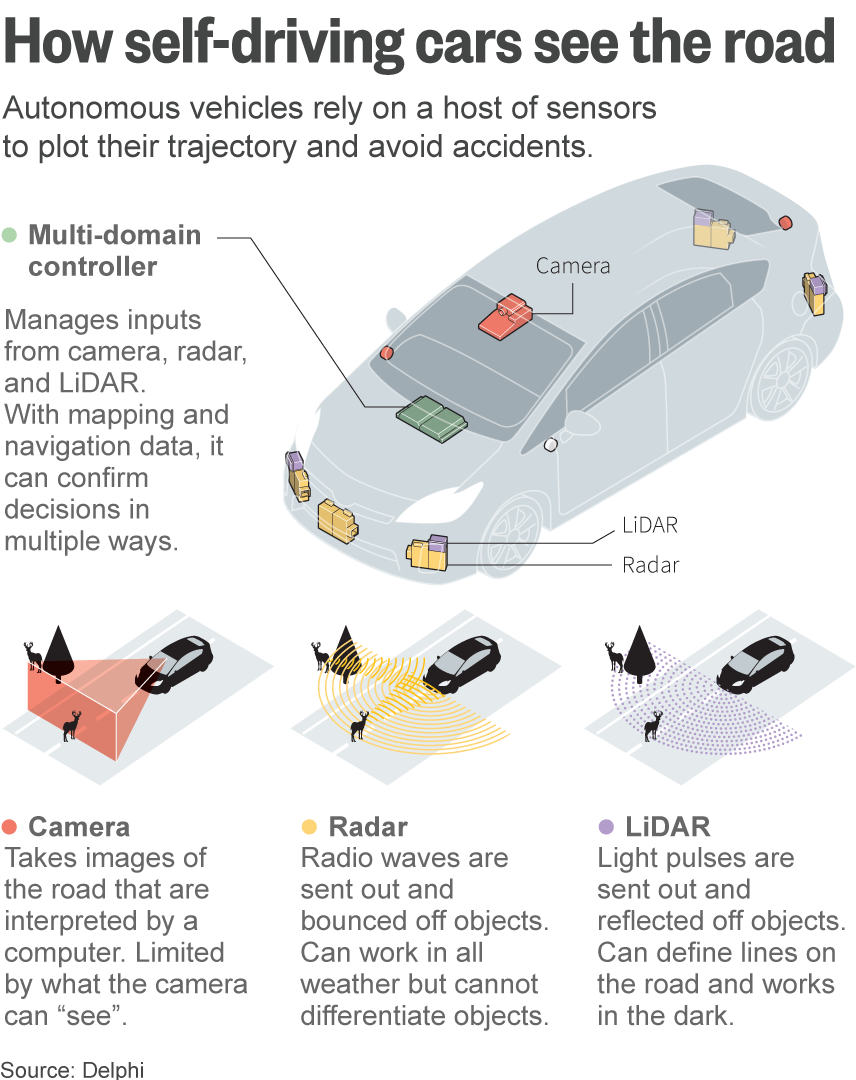 How self-driving cars see the road
Autonomous vehicles rely on a host of sensors
to plot their trajectory and avoid accidents.
Multi-domain
controller
Manages inputs
from camera, radar,
and LiDAR.
With mapping and
navigation data, it
can confirm
decisions in
multiple ways.
Camera
LiDAR
Radar
Camera
Takes images of
the road that are
interpreted by a
computer. Limited
by what the camera
can “see”.
Radar
Radio waves are
sent out and
bounced off objects.
Can work in all
weather but cannot
differentiate objects.
LiDAR
Light pulses are
sent out and
reflected off objects.
Can define lines on
the road and works
in the dark.
Source: Delphi